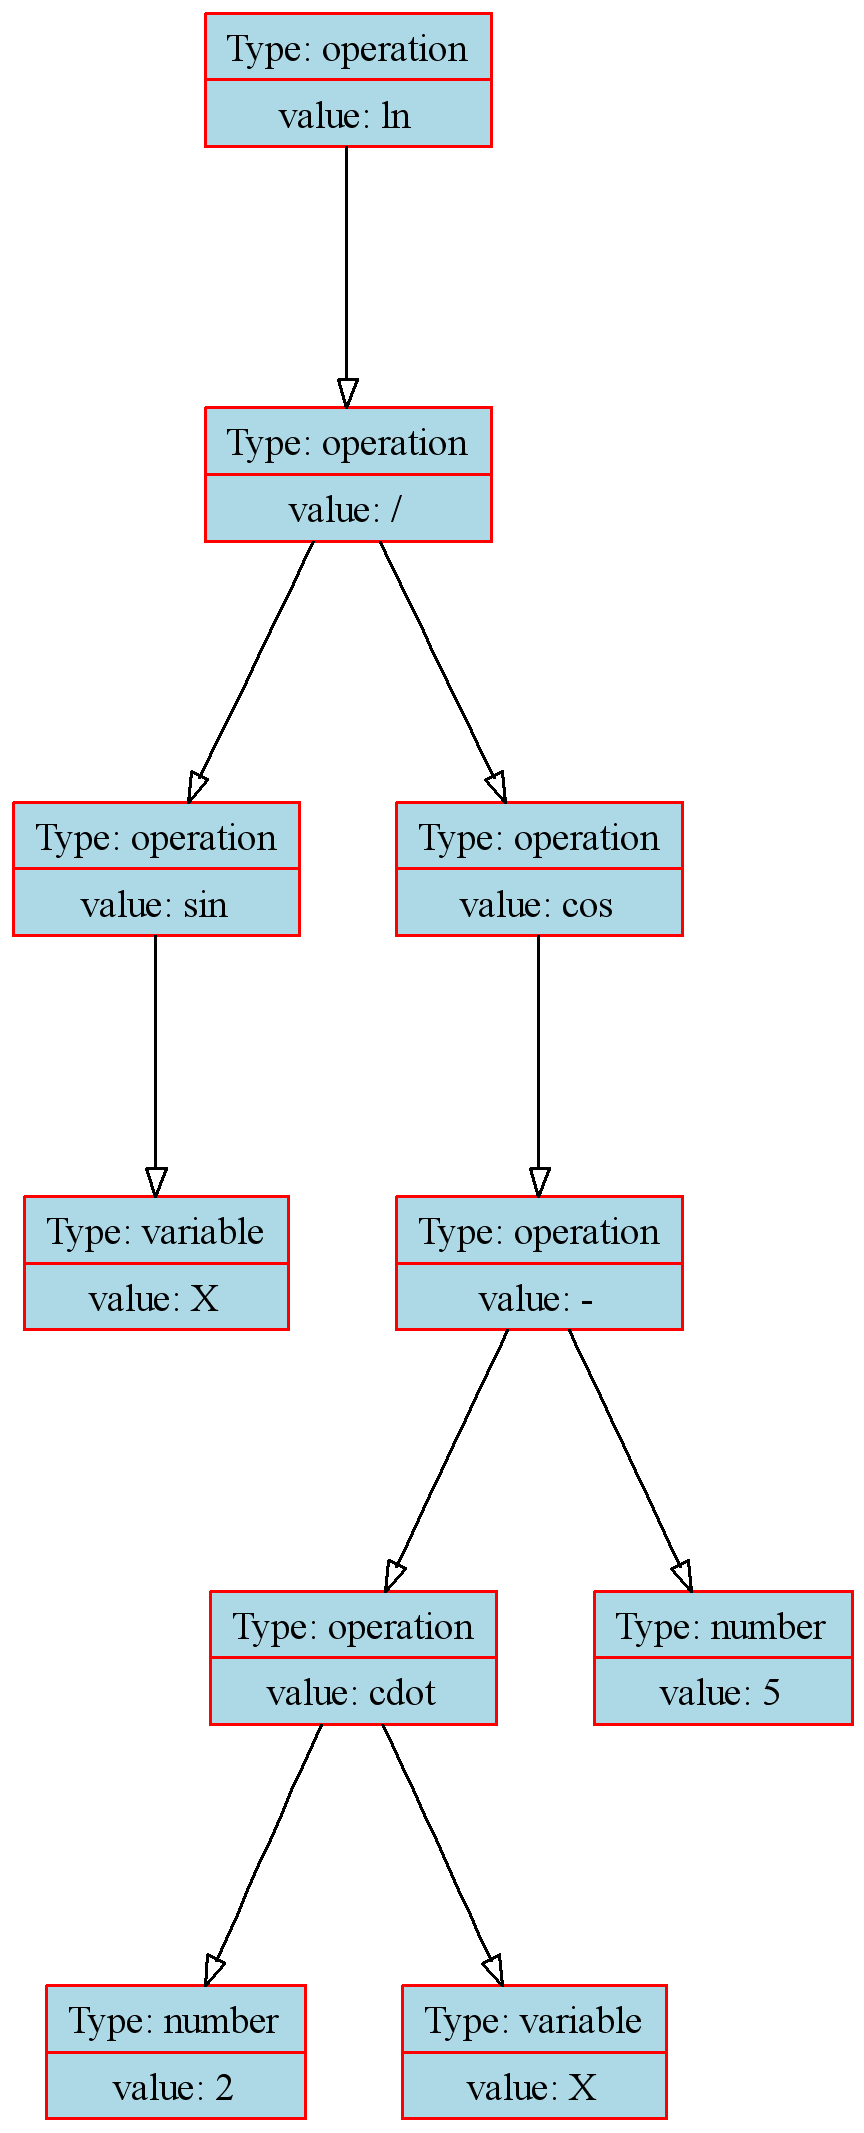 Type: operation
value: ln
Type: operation
value: /
Type: operation
value: sin
Type: operation
value: cos
Type: variable
value: X
Type: operation
value: -
Type: operation
value: cdot
Type: number
value: 5
Type: number
value: 2
Type: variable
value: X